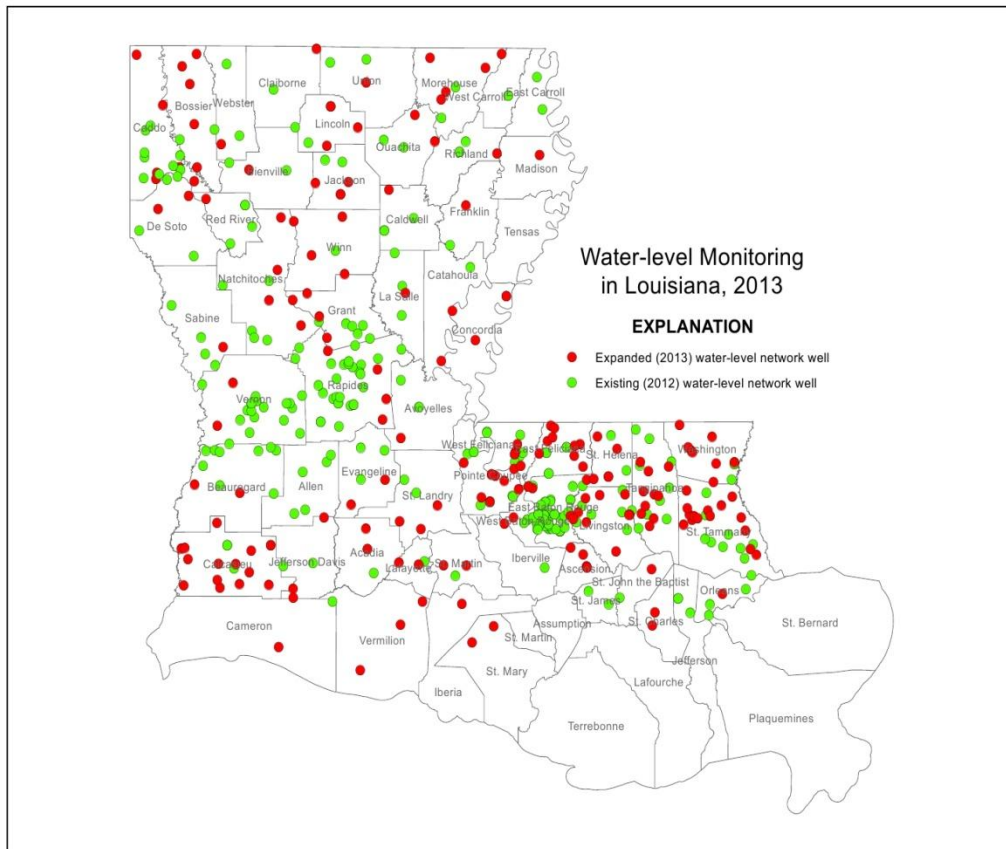 Claiborne
Union
Morehouse
West Carroll
East Carroll
Bossier
Webster
Caddo
Lincoln
Ouachita
Richland
Madison
Bienville
Jackson
Franklin
Caldwell
Tensas
De Soto
Red River
Winn
Natchitoches
Catahoula
La Salle
Grant
Concordia
Sabine
Water-level Monitoring
in Louisiana, 2013
EXPLANATION
Expanded (2013) water-level network well
Existing (2012) water-level network well
Rapides
Vernon
Avoyelles
West Feliciana
East Feliciana
St. Helena
Washington
Pointe Coupee
Evangeline
Beauregard
Allen
St. Landry
Tangipahoa
East Baton Rouge
West Baton Rouge
Livingston
St. Tammany
Calcasieu
Jefferson Davis
Acadia
Lafayette
St. Martin
Iberville
Ascension
St. John the Baptist
St. James
Orleans
Cameron
Vermilion
Assumption
St. Charles
St. Bernard
St. Martin
St. Mary
Jefferson
Lafourche
Iberia
Terrebonne
Plaquemines